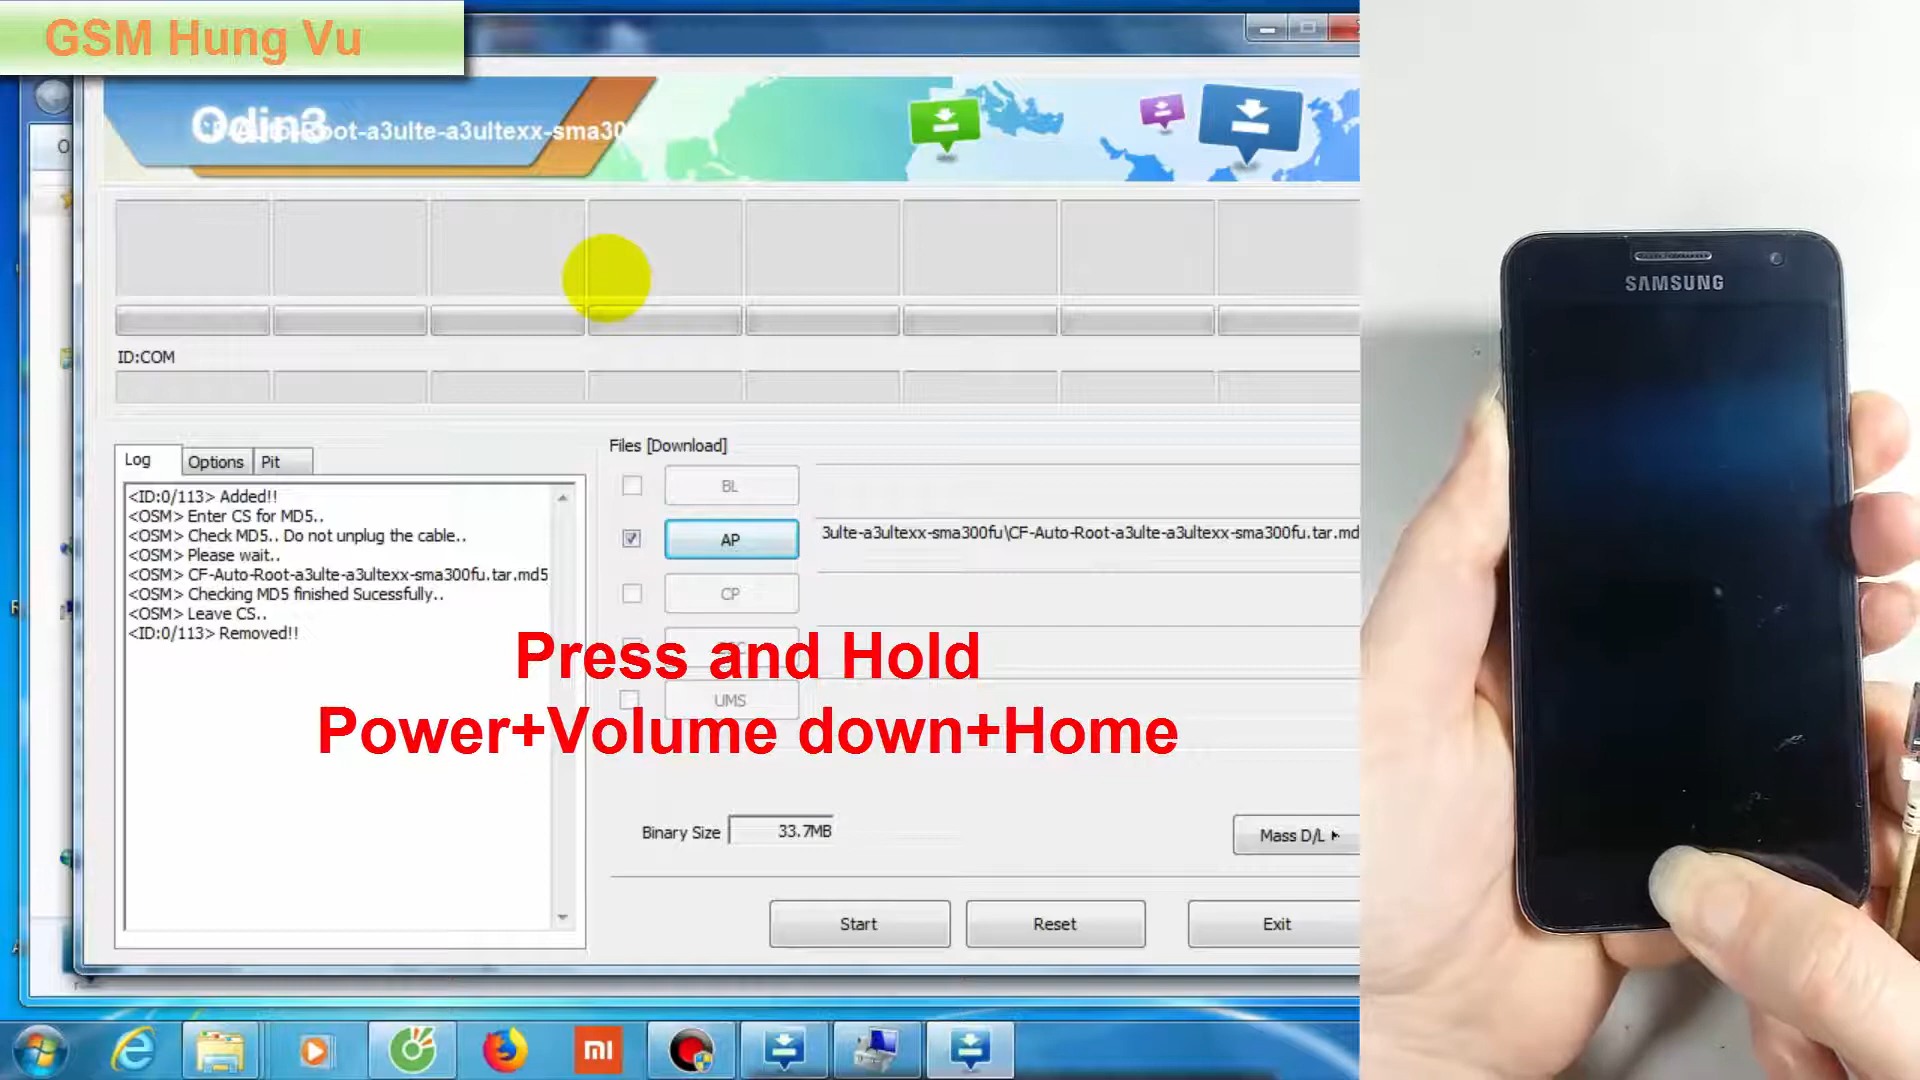 GSM Hung Vu
Odin3
-Auto-Root-a3ulte-a3ultexx-sma30
SAMSUNG
ID:COM
Log
Options
Pit
<ID:0/113> Added!!
<OSM> Enter CS for MD5..
<OSM> Check MD5.. Do not unplug the cable..
<OSM> Please wait..
<OSM> CF-Auto-Root-a3ulte-a3ultexx-sma300fu.tar.md5
<OSM> Checking MD5 finished Sucessfully..
<OSM> Leave CS..
<ID:0/113> Removed!!
Files [Download]
BL
AP
3ulte-a3ultexx-sma300fu\CF-Auto-Root-a3ulte-a3ultexx-sma300fu.tar.md
CP
UMS
Press and Hold
Power+Volume down+Home
Binary Size
33.7MB
Mass D/L
Start
Reset
Exit
mi